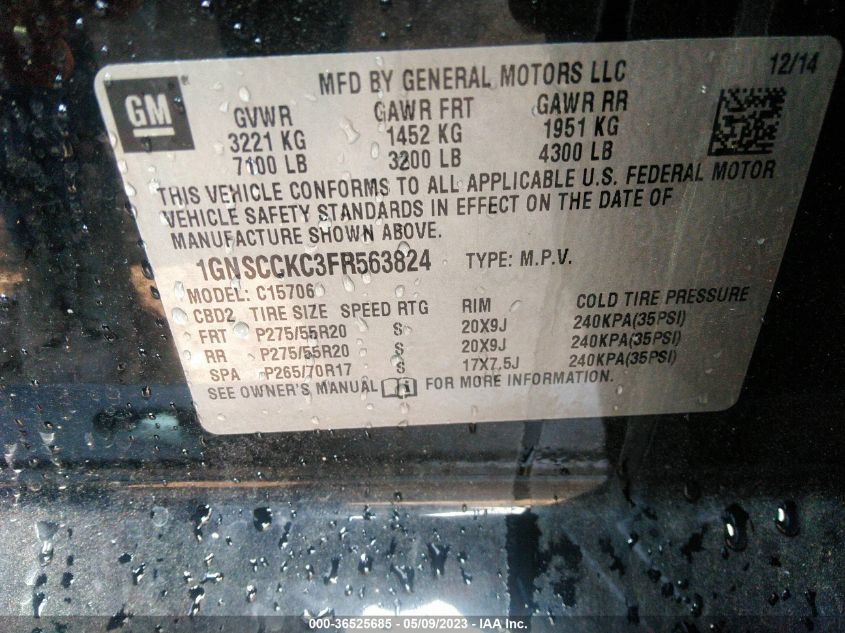 GM
MFD BY GENERAL MOTORS LLC
12/14
GVWR GAWR FRT GAWR RR
3221 KG 1452 KG 1951 KG
7100 LB 3200 LB 4300 LB
THIS VEHICLE CONFORMS TO ALL APPLICABLE U.S. FEDERAL MOTOR
VEHICLE SAFETY STANDARDS IN EFFECT ON THE DATE OF
MANUFACTURE SHOWN ABOVE.
1GNSCCKC3FR563824 TYPE: M.P.V.
MODEL: C15706
CBD2 TIRE SIZE SPEED RTG RIM COLD TIRE PRESSURE
FRT P275/55R20 S 20X9J 240KPA(35PSI)
RR P275/55R20 S 20X9J 240KPA(35PSI)
SPA P265/70R17 S 17X7.5J 240KPA(35PSI)
SEE OWNER'S MANUAL FOR MORE INFORMATION.
000-36525685 - 05/09/2023 - IAA Inc.